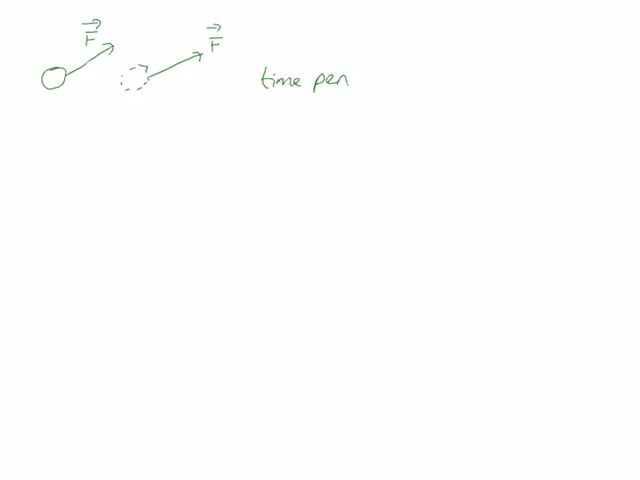 F⃗ F⃗
time pen